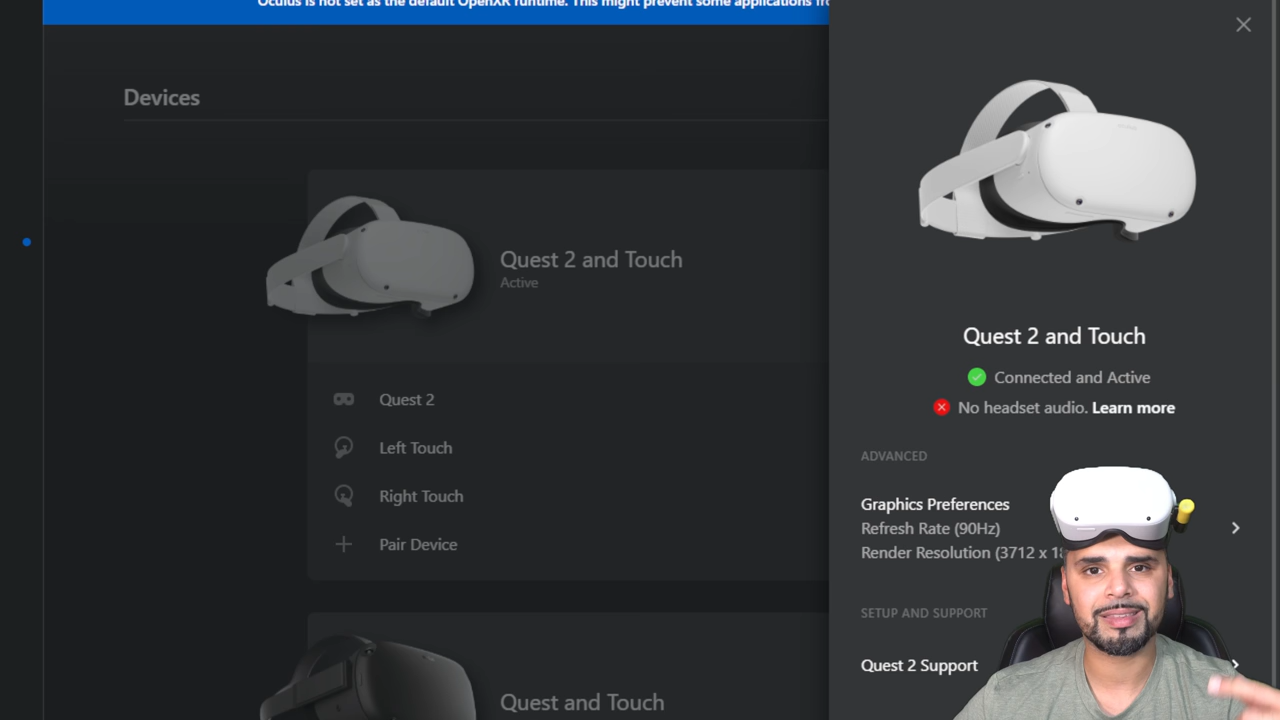 Oculus is not set as the default OpenXR runtime. This might prevent some applications
Devices
Quest 2 and Touch
Active
Quest 2
Left Touch
Right Touch
Pair Device
Quest and Touch
Quest 2 and Touch
Connected and Active
No headset audio. Learn more
ADVANCED
Graphics Preferences
Refresh Rate (90Hz)
Render Resolution (3712 x
SETUP AND SUPPORT
Quest 2 Support